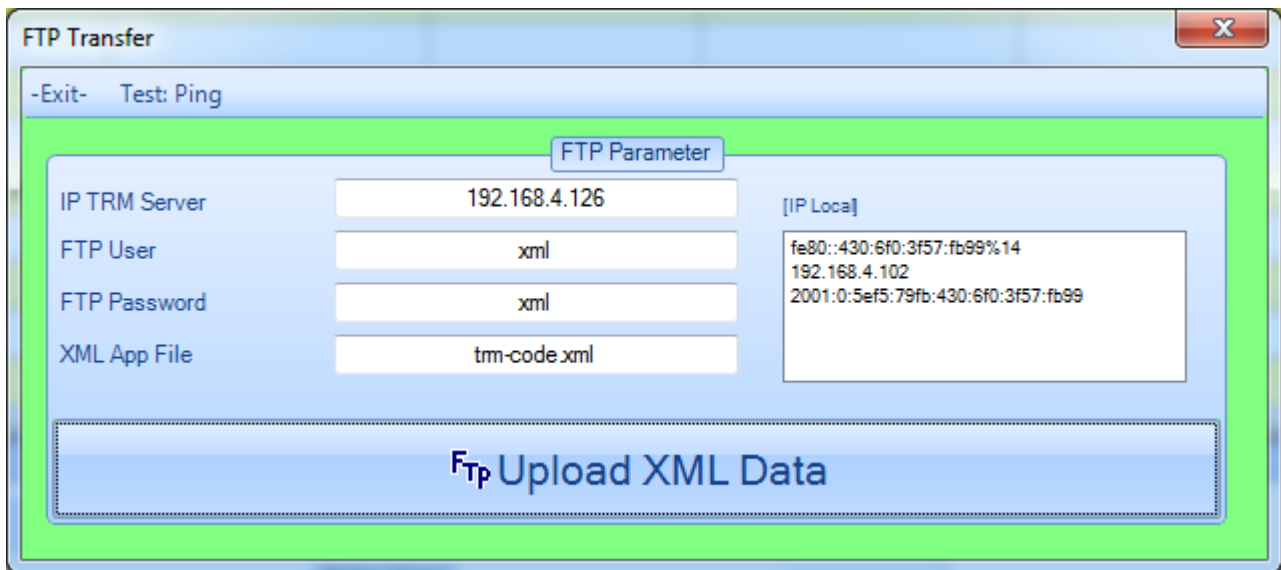 FTP Transfer
-Exit- Test: Ping
FTP Parameter
IP TRM Server 192.168.4.126
FTP User xml
FTP Password xml
XML App File trm-code.xml
[IP Local]
fe80::430:6f0:3f57:fb99%14
192.168.4.102
2001:0:5ef5:79fb:430:6f0:3f57:fb99
FTp Upload XML Data